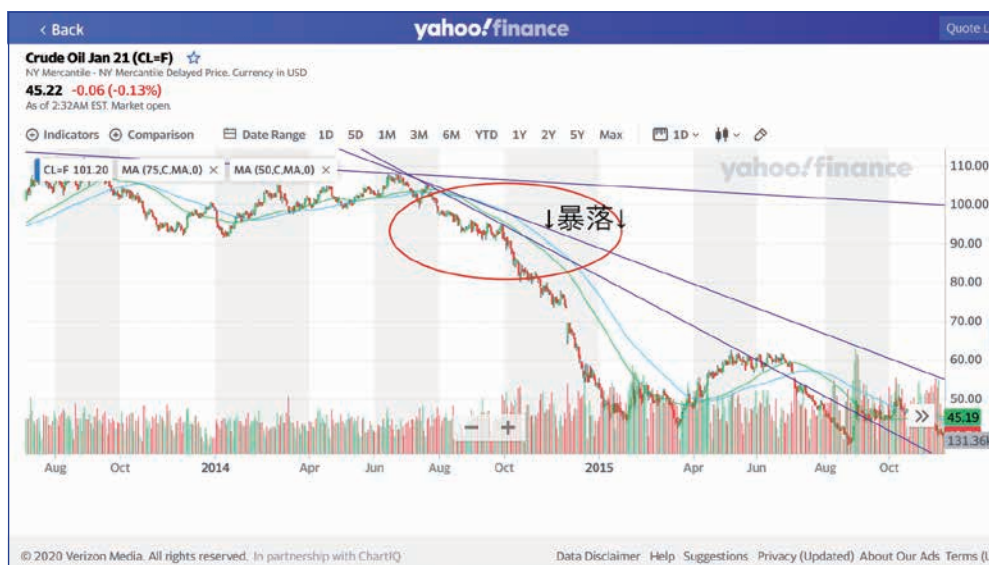 < Back
yahoo!finance
Quote L
Crude Oil Jan 21 (CL=F)
NY Mercantile - NY Mercantile Delayed Price. Currency in USD
45.22 -0.06 (-0.13%)
As of 2:32AM EST. Market open.
Indicators Comparison Date Range 1D 5D 1M 3M 6M YTD 1Y 2Y 5Y Max 1D
CL=F 101.20 MA (75,C,MA,0) × MA (50,C,MA,0) ×
yahoo!finance
110.00
100.00
↓暴落↓
90.00
80.00
70.00
60.00
50.00
45.19
131.36k
− +
Aug Oct 2014 Apr Jun Aug Oct 2015 Apr Jun Aug Oct
© 2020 Verizon Media. All rights reserved. In partnership with ChartIQ
Data Disclaimer Help Suggestions Privacy (Updated) About Our Ads Terms (U